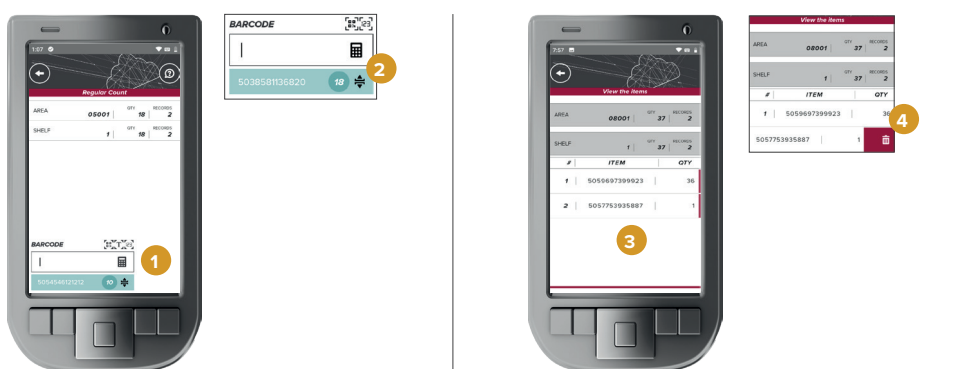 1:07
Regular Count
AREA 05001 QTY 18 RECORDS 2
SHELF 1 QTY 18 RECORDS 2
BARCODE
5054546121212 10
1
BARCODE 123
5038581136820 18
2
7:57
View the items
AREA 08001 QTY 37 RECORDS 2
SHELF 1 QTY 37 RECORDS 2
# ITEM QTY
1 5059697399923 36
2 5057753935887 1
3
View the items
AREA 08001 QTY 37 RECORDS 2
SHELF 1 QTY 37 RECORDS 2
# ITEM QTY
1 5059697399923 36
5057753935887 1
4